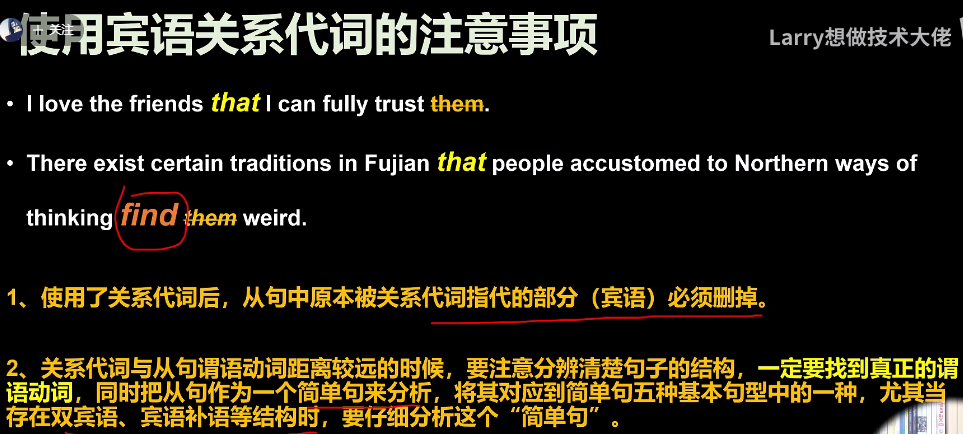 + 关注
使用宾语关系代词的注意事项
Larry想做技术大佬
• I love the friends that I can fully trust them.
• There exist certain traditions in Fujian that people accustomed to Northern ways of
thinking find them weird.
1、使用了关系代词后，从句中原本被关系代词指代的部分（宾语）必须删掉。
2、关系代词与从句谓语动词距离较远的时候，要注意分辨清楚句子的结构，一定要找到真正的谓
语动词，同时把从句作为一个简单句来分析，将其对应到简单句五种基本句型中的一种，尤其当
存在双宾语、宾语补语等结构时，要仔细分析这个“简单句”。